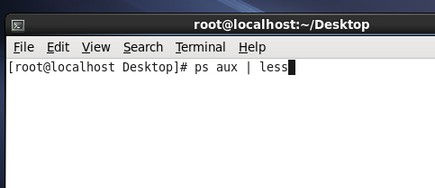 root@localhost:~/Desktop
File Edit View Search Terminal Help
[root@localhost Desktop]# ps aux | less